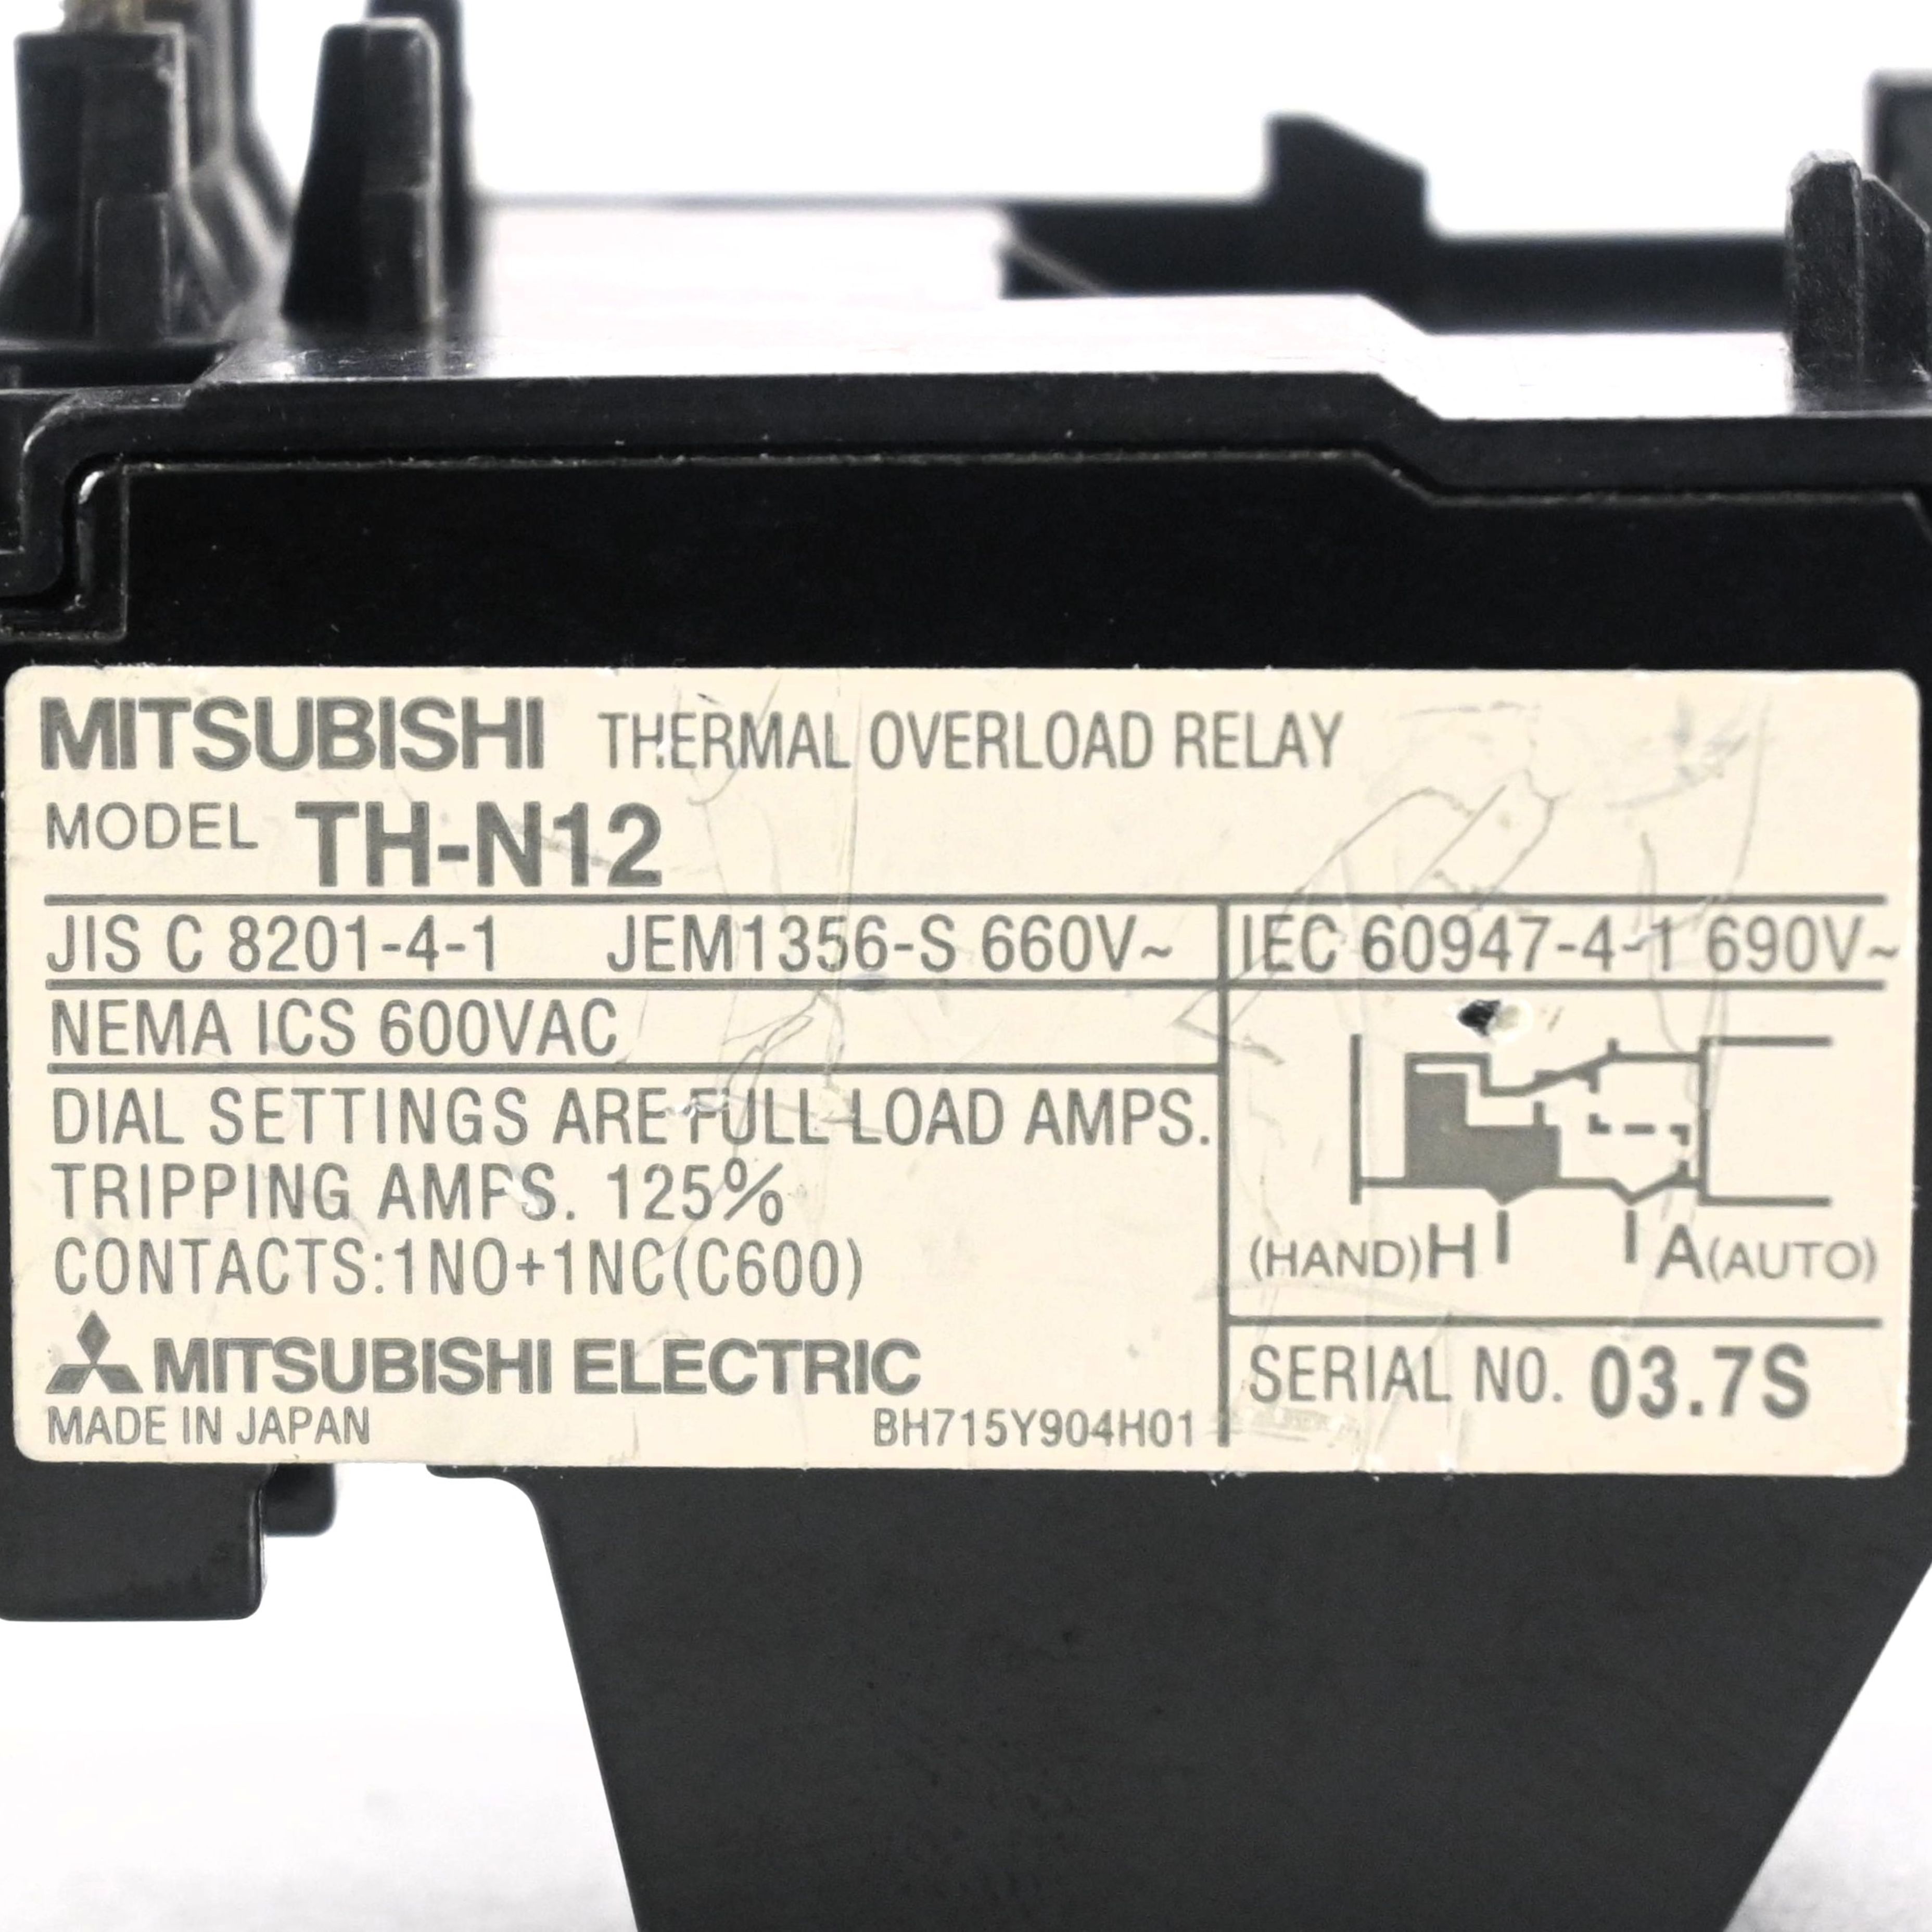 MITSUBISHI THERMAL OVERLOAD RELAY
MODEL TH-N12
JIS C 8201-4-1 JEM1356-S 660V~ IEC 60947-4-1 690V~
NEMA ICS 600VAC
DIAL SETTINGS ARE FULL LOAD AMPS.
TRIPPING AMPS. 125%
CONTACTS:1NO+1NC(C600)
(HAND)H A(AUTO)
MITSUBISHI ELECTRIC
SERIAL NO. 03.7S
MADE IN JAPAN BH715Y904H01